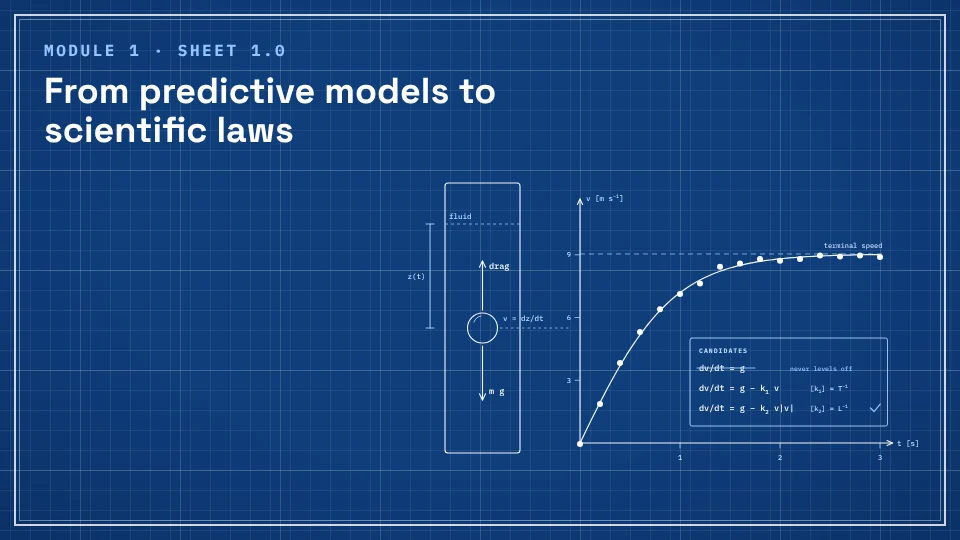 MODULE 1 · SHEET 1.0
From predictive models to
scientific laws
fluid
z(t)
drag
v = dz/dt
m g
v [m s⁻¹]
terminal speed
9
6
3
CANDIDATES
dv/dt = g never levels off
dv/dt = g − k₁ v [k₁] = T⁻¹
dv/dt = g − k₂ v|v| [k₂] = L⁻¹
t [s]
1 2 3